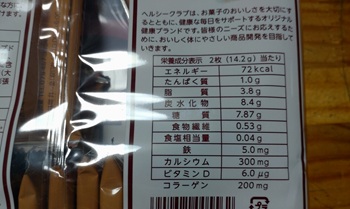 ヘルシークラブは、お菓子のおいしさを大切にす
るとともに、健康な毎日をサポートするオリジナル
健康ブランドです。皆様のニーズにお応えするた
めに、おいしく体にやさしい商品開発を目指して
いきます。
栄養成分表示 2枚(14.2g)当たり
エネルギー 72kcal
たんぱく質 1.0g
脂質 3.8g
炭水化物 8.4g
糖質 7.87g
食物繊維 0.53g
食塩相当量 0.04g
鉄 5.0mg
カルシウム 300mg
ビタミンD 6.0μg
コラーゲン 200mg